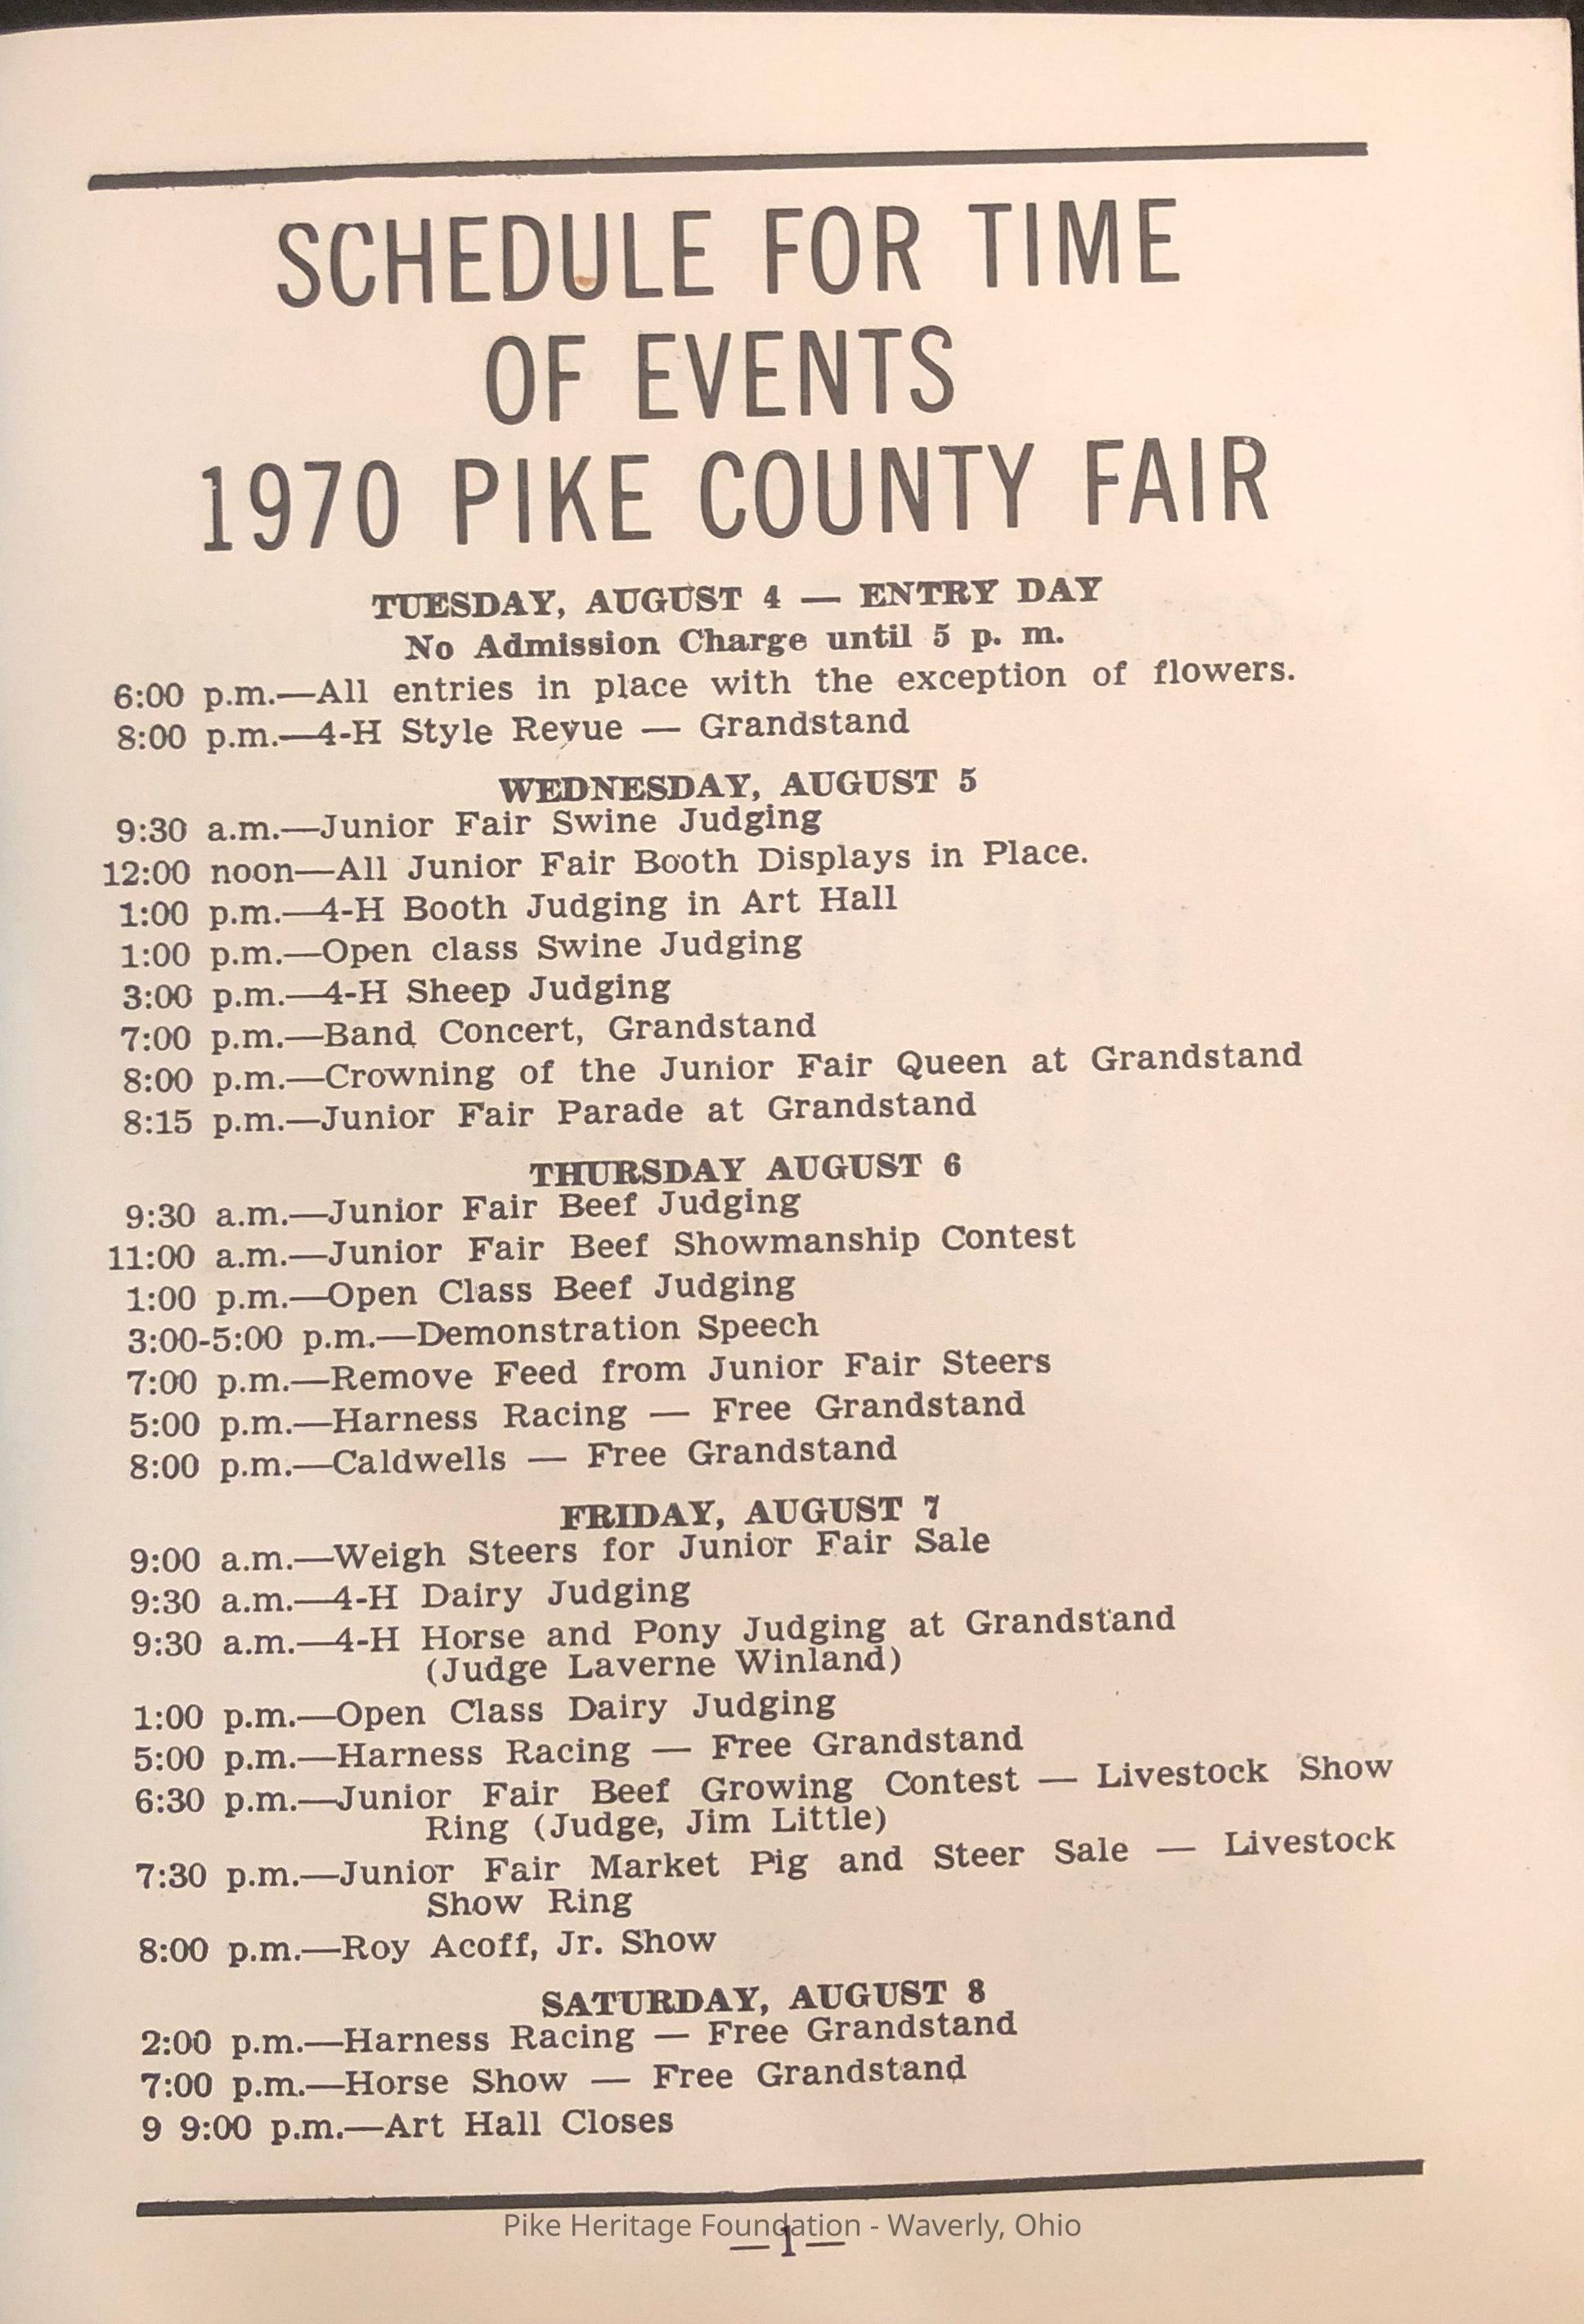 SCHEDULE FOR TIME
OF EVENTS
1970 PIKE COUNTY FAIR
TUESDAY, AUGUST 4 — ENTRY DAY
No Admission Charge until 5 p. m.
6:00 p.m.—All entries in place with the exception of flowers.
8:00 p.m.—4-H Style Revue — Grandstand
WEDNESDAY, AUGUST 5
9:30 a.m.—Junior Fair Swine Judging
12:00 noon—All Junior Fair Booth Displays in Place.
1:00 p.m.—4-H Booth Judging in Art Hall
1:00 p.m.—Open class Swine Judging
3:00 p.m.—4-H Sheep Judging
7:00 p.m.—Band Concert, Grandstand
8:00 p.m.—Crowning of the Junior Fair Queen at Grandstand
8:15 p.m.—Junior Fair Parade at Grandstand
THURSDAY AUGUST 6
9:30 a.m.—Junior Fair Beef Judging
11:00 a.m.—Junior Fair Beef Showmanship Contest
1:00 p.m.—Open Class Beef Judging
3:00-5:00 p.m.—Demonstration Speech
7:00 p.m.—Remove Feed from Junior Fair Steers
5:00 p.m.—Harness Racing — Free Grandstand
8:00 p.m.—Caldwells — Free Grandstand
FRIDAY, AUGUST 7
9:00 a.m.—Weigh Steers for Junior Fair Sale
9:30 a.m.—4-H Dairy Judging
9:30 a.m.—4-H Horse and Pony Judging at Grandstand
(Judge Laverne Winland)
1:00 p.m.—Open Class Dairy Judging
5:00 p.m.—Harness Racing — Free Grandstand
6:30 p.m.—Junior Fair Beef Growing Contest — Livestock Show
Ring (Judge, Jim Little)
7:30 p.m.—Junior Fair Market Pig and Steer Sale — Livestock
Show Ring
8:00 p.m.—Roy Acoff, Jr. Show
SATURDAY, AUGUST 8
2:00 p.m.—Harness Racing — Free Grandstand
7:00 p.m.—Horse Show — Free Grandstand
9 9:00 p.m.—Art Hall Closes
Pike Heritage Foundation - Waverly, Ohio
—1—